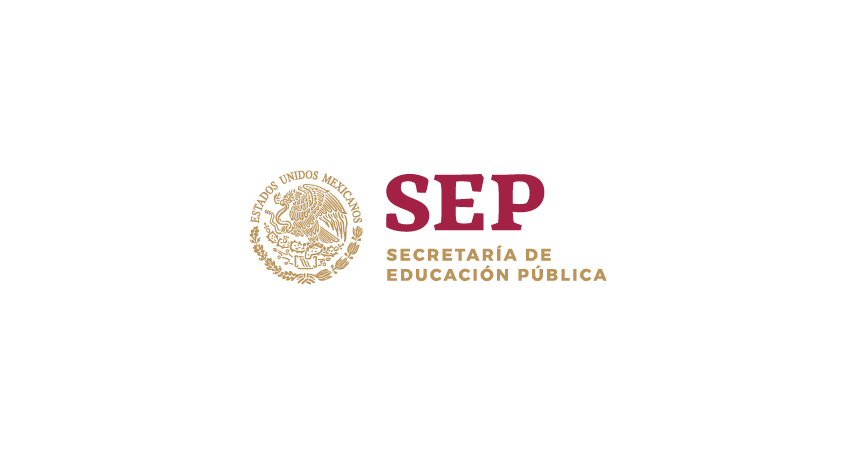 ESTADOS UNIDOS MEXICANOS
SEP
SECRETARÍA DE
EDUCACIÓN PÚBLICA